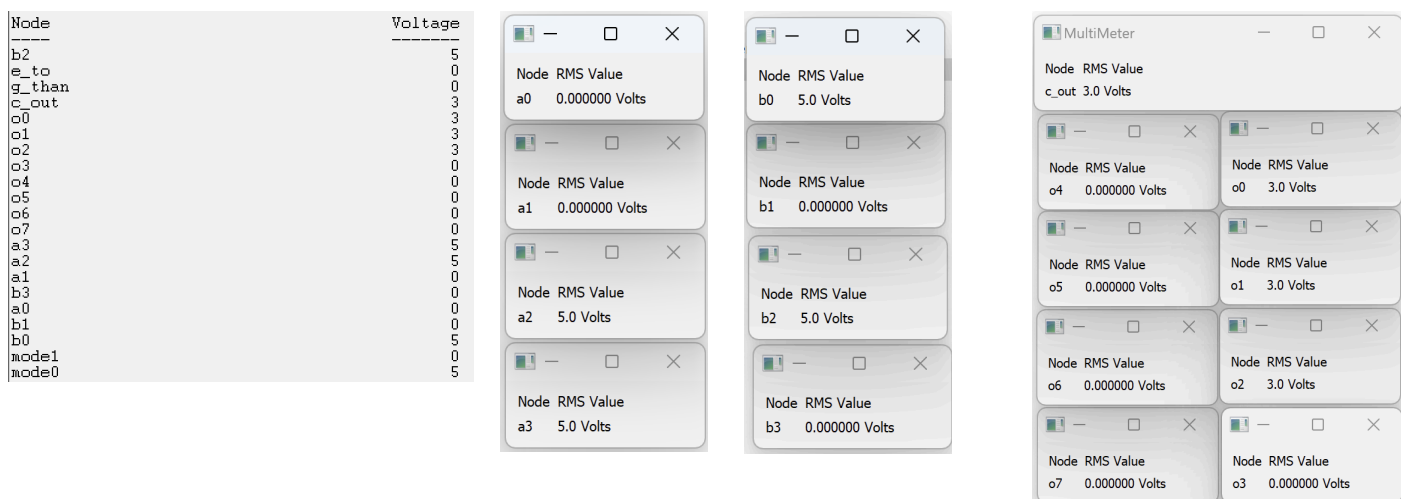 Node Voltage
---- -------
b2 5
e_to 0
g_than 0
c_out 3
o0 3
o1 3
o2 3
o3 0
o4 0
o5 0
o6 0
o7 0
a3 5
a2 5
a1 0
b3 0
a0 0
b1 0
b0 5
mode1 0
mode0 5
Node RMS Value
a0 0.000000 Volts
Node RMS Value
a1 0.000000 Volts
Node RMS Value
a2 5.0 Volts
Node RMS Value
a3 5.0 Volts
Node RMS Value
b0 5.0 Volts
Node RMS Value
b1 0.000000 Volts
Node RMS Value
b2 5.0 Volts
Node RMS Value
b3 0.000000 Volts
MultiMeter
Node RMS Value
c_out 3.0 Volts
Node RMS Value
o4 0.000000 Volts
Node RMS Value
o0 3.0 Volts
Node RMS Value
o5 0.000000 Volts
Node RMS Value
o1 3.0 Volts
Node RMS Value
o6 0.000000 Volts
Node RMS Value
o2 3.0 Volts
Node RMS Value
o7 0.000000 Volts
Node RMS Value
o3 0.000000 Volts